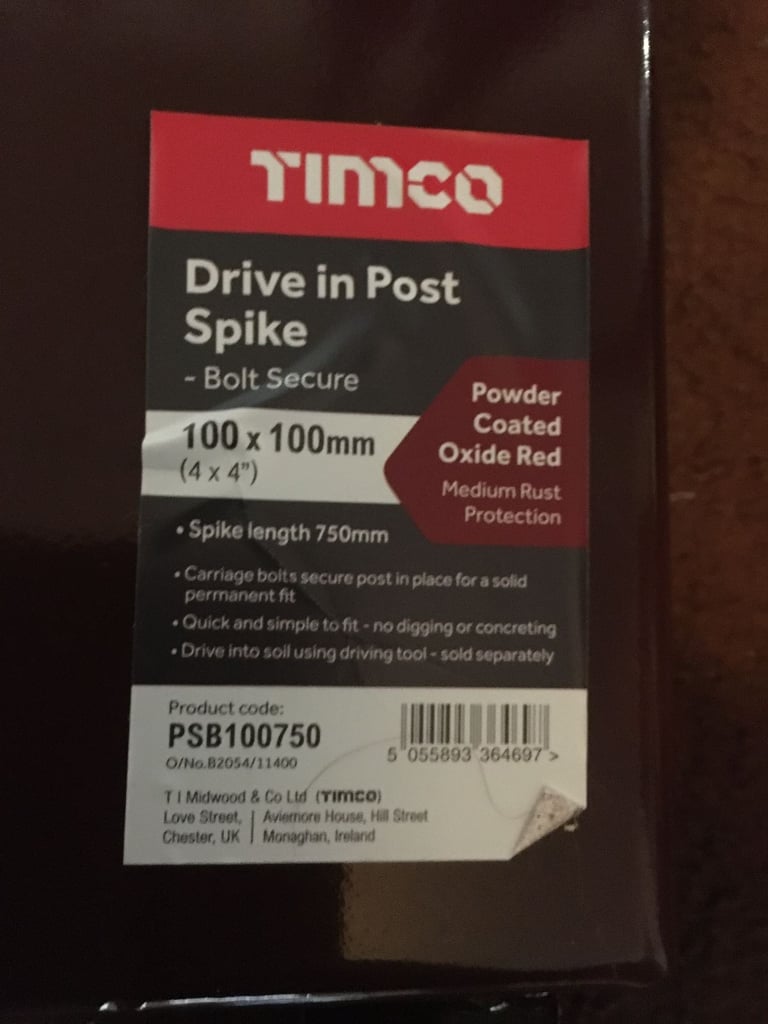 TIMCO
Drive in Post
Spike
- Bolt Secure
100 x 100mm
(4 x 4")
Powder
Coated
Oxide Red
Medium Rust
Protection
• Spike length 750mm
• Carriage bolts secure post in place for a solid
permanent fit
• Quick and simple to fit - no digging or concreting
• Drive into soil using driving tool - sold separately
Product code:
PSB100750
O/No.B2054/11400
5 055893 364697 >
T I Midwood & Co Ltd (TIMCO)
Love Street, | Aviemore House, Hill Street
Chester, UK | Monaghan, Ireland